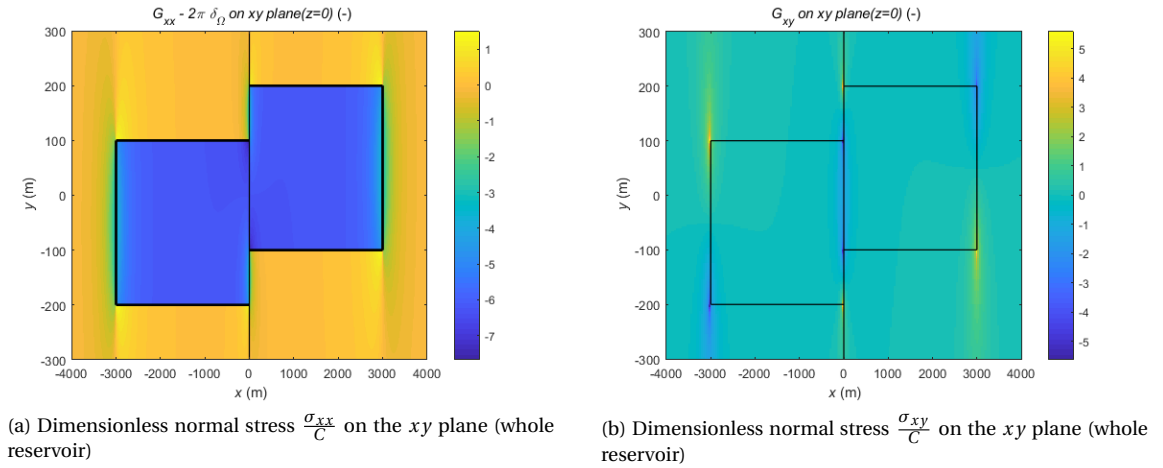 G_xx - 2π δ_Ω on xy plane(z=0) (-)
300
200
100
0
-100
-200
-300
y (m)
-4000 -3000 -2000 -1000 0 1000 2000 3000 4000
x (m)
1
0
-1
-2
-3
-4
-5
-6
-7
(a) Dimensionless normal stress σ_xx/C on the xy plane (whole
reservoir)
G_xy on xy plane(z=0) (-)
300
200
100
0
-100
-200
-300
y (m)
-4000 -3000 -2000 -1000 0 1000 2000 3000 4000
x (m)
5
4
3
2
1
0
-1
-2
-3
-4
-5
(b) Dimensionless normal stress σ_xy/C on the xy plane (whole
reservoir)